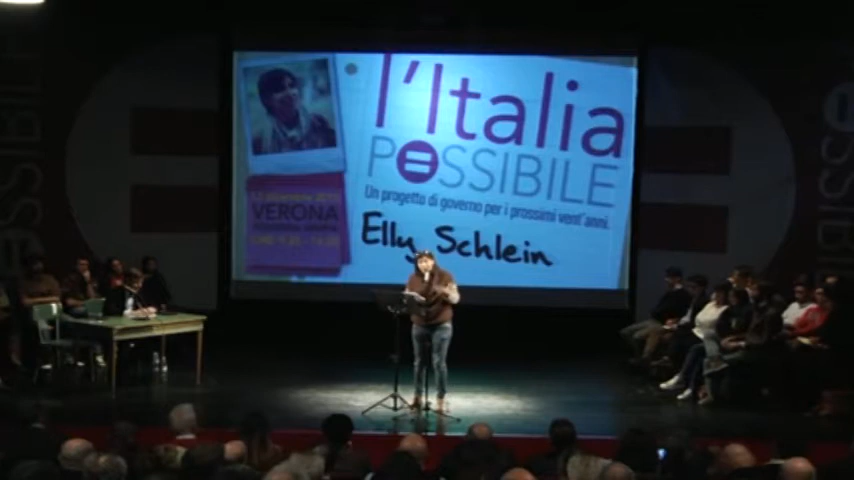 l'Italia
POSSIBILE
Un progetto di governo per i prossimi vent'anni.
VERONA
Elly Schlein